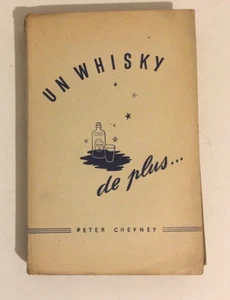 UN WHISKY
de plus...
PETER CHEYNEY